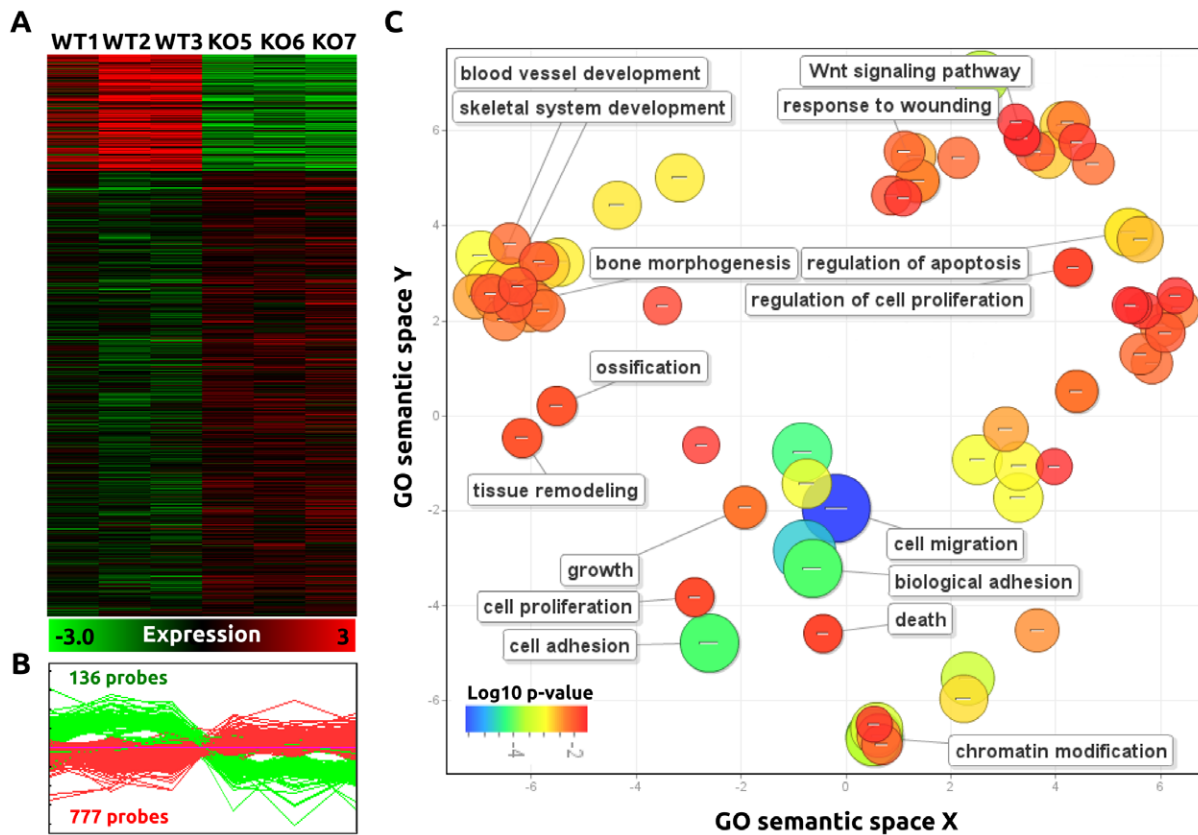 A
WT1 WT2 WT3 KO5 KO6 KO7
-3.0 Expression 3
B
136 probes
777 probes
C
blood vessel development
skeletal system development
Wnt signaling pathway
response to wounding
bone morphogenesis
regulation of apoptosis
regulation of cell proliferation
ossification
tissue remodeling
growth
cell migration
biological adhesion
cell proliferation
cell adhesion
death
chromatin modification
Log10 p-value
-4 -2
GO semantic space Y
6
4
2
0
-2
-4
-6
-6 -4 -2 0 2 4 6
GO semantic space X